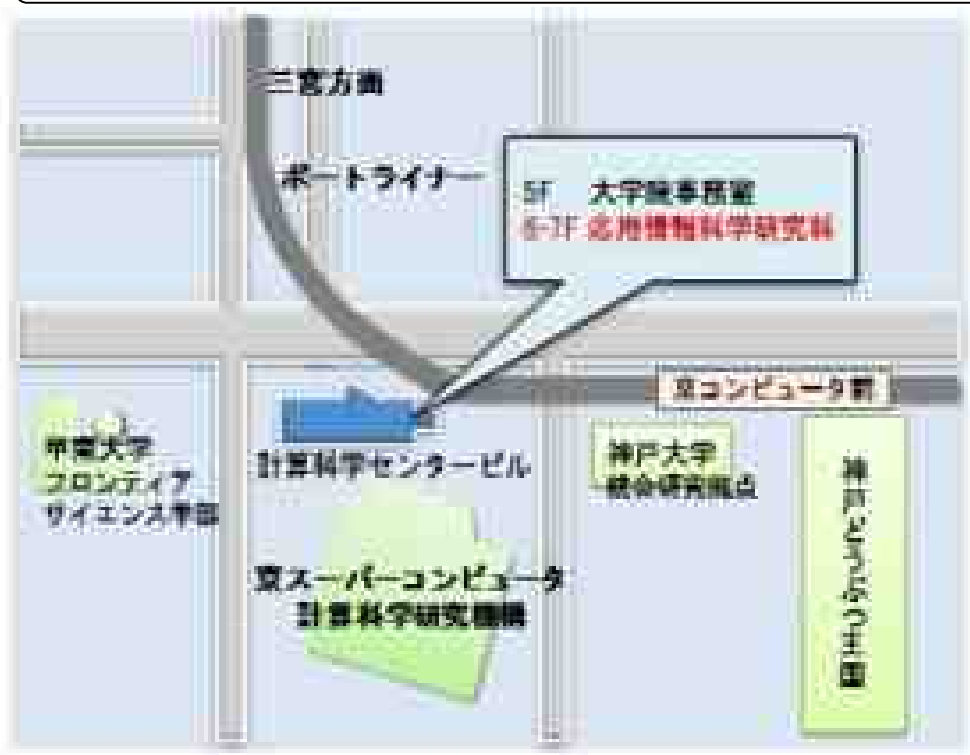 三宮方面
ポートライナー
5F 大学院事務室
6-7F 応用情報科学研究科
京コンピュータ前
甲南大学
フロンティア
サイエンス学部
計算科学センタービル
神戸大学
統合研究拠点
京スーパーコンピュータ
計算科学研究機構
神戸どうぶつ王国